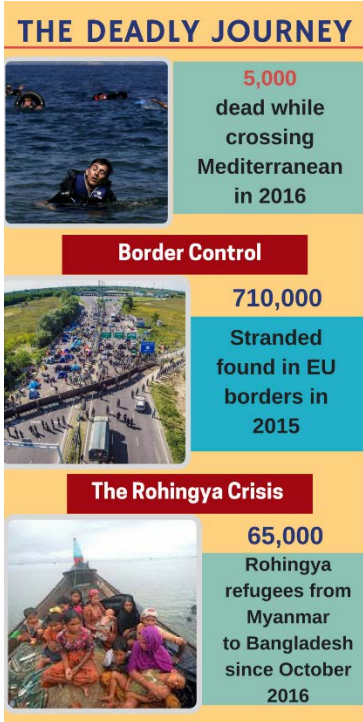 THE DEADLY JOURNEY
5,000
dead while
crossing
Mediterranean
in 2016
Border Control
710,000
Stranded
found in EU
borders in
2015
The Rohingya Crisis
65,000
Rohingya
refugees from
Myanmar
to Bangladesh
since October
2016